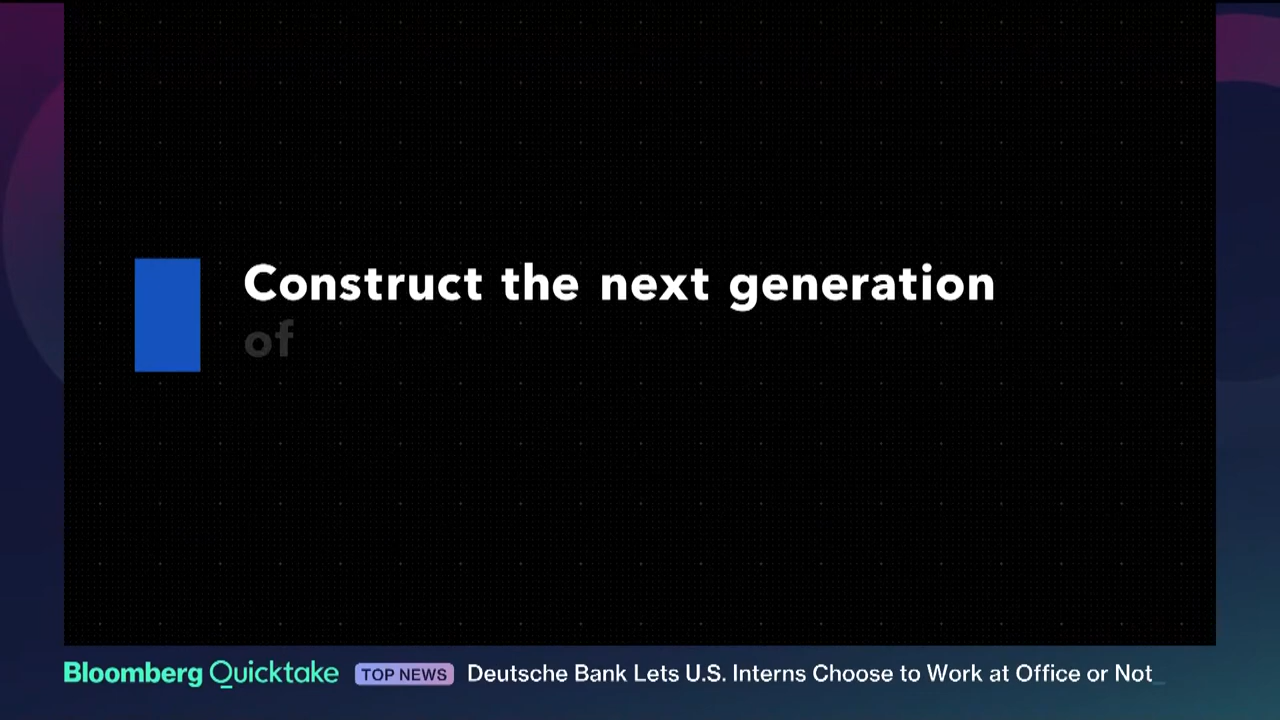 Construct the next generation
of
Bloomberg Quicktake TOP NEWS Deutsche Bank Lets U.S. Interns Choose to Work at Office or Not_